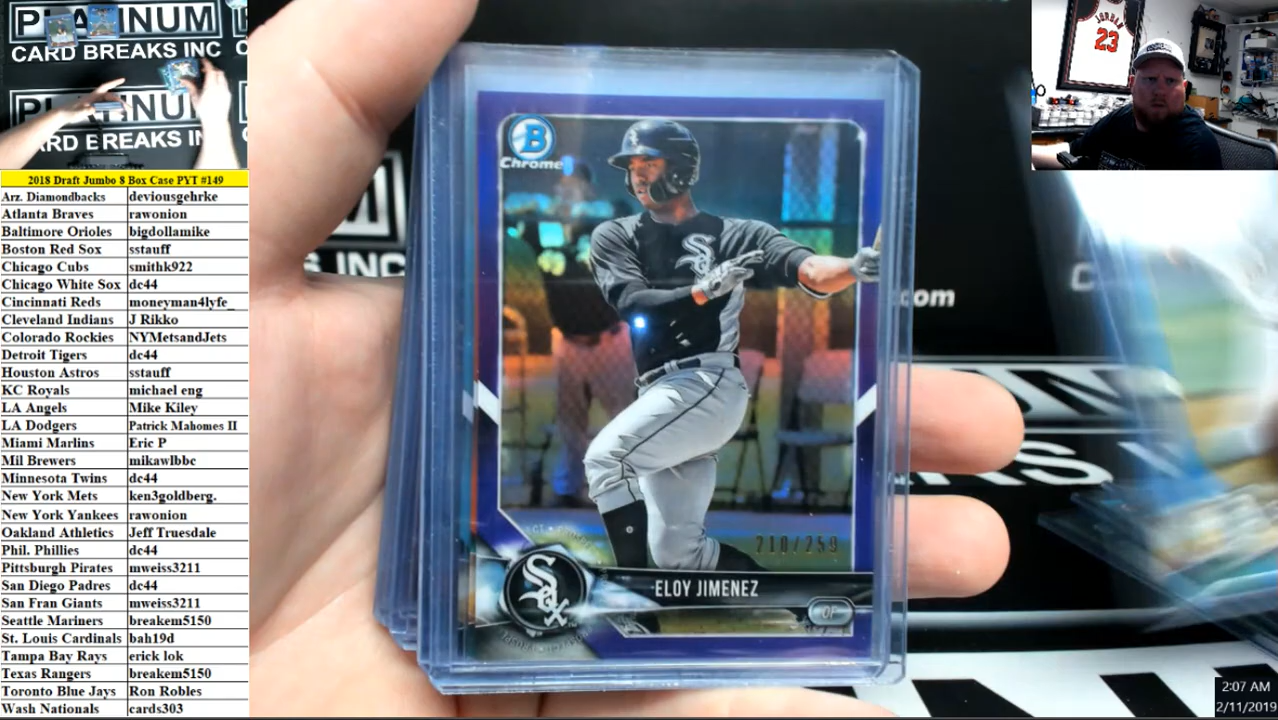 PLATINUM
CARD BREAKS INC
PLATINUM
CARD BREAKS IN
2018 Draft Jumbo 8 Box Case PYT #149
Arz. Diamondbacks deviousgehrke
Atlanta Braves rawonion
Baltimore Orioles bigdollamike
Boston Red Sox sstauff
Chicago Cubs smithk922
Chicago White Sox dc44
Cincinnati Reds moneyman4lyfe_
Cleveland Indians J Rikko
Colorado Rockies NYMetsandJets
Detroit Tigers dc44
Houston Astros sstauff
KC Royals michael eng
LA Angels Mike Kiley
LA Dodgers Patrick Mahomes II
Miami Marlins Eric P
Mil Brewers mikawlbbc
Minnesota Twins dc44
New York Mets ken3goldberg.
New York Yankees rawonion
Oakland Athletics Jeff Truesdale
Phil. Phillies dc44
Pittsburgh Pirates mweiss3211
San Diego Padres dc44
San Fran Giants mweiss3211
Seattle Mariners breakem5150
St. Louis Cardinals bah19d
Tampa Bay Rays erick lok
Texas Rangers breakem5150
Toronto Blue Jays Ron Robles
Wash Nationals cards303
B
Chrome
Sox
210/250
Sox
ELOY JIMENEZ
OF
S INC
.com
JORDAN
23
2:07 AM
2/11/2019